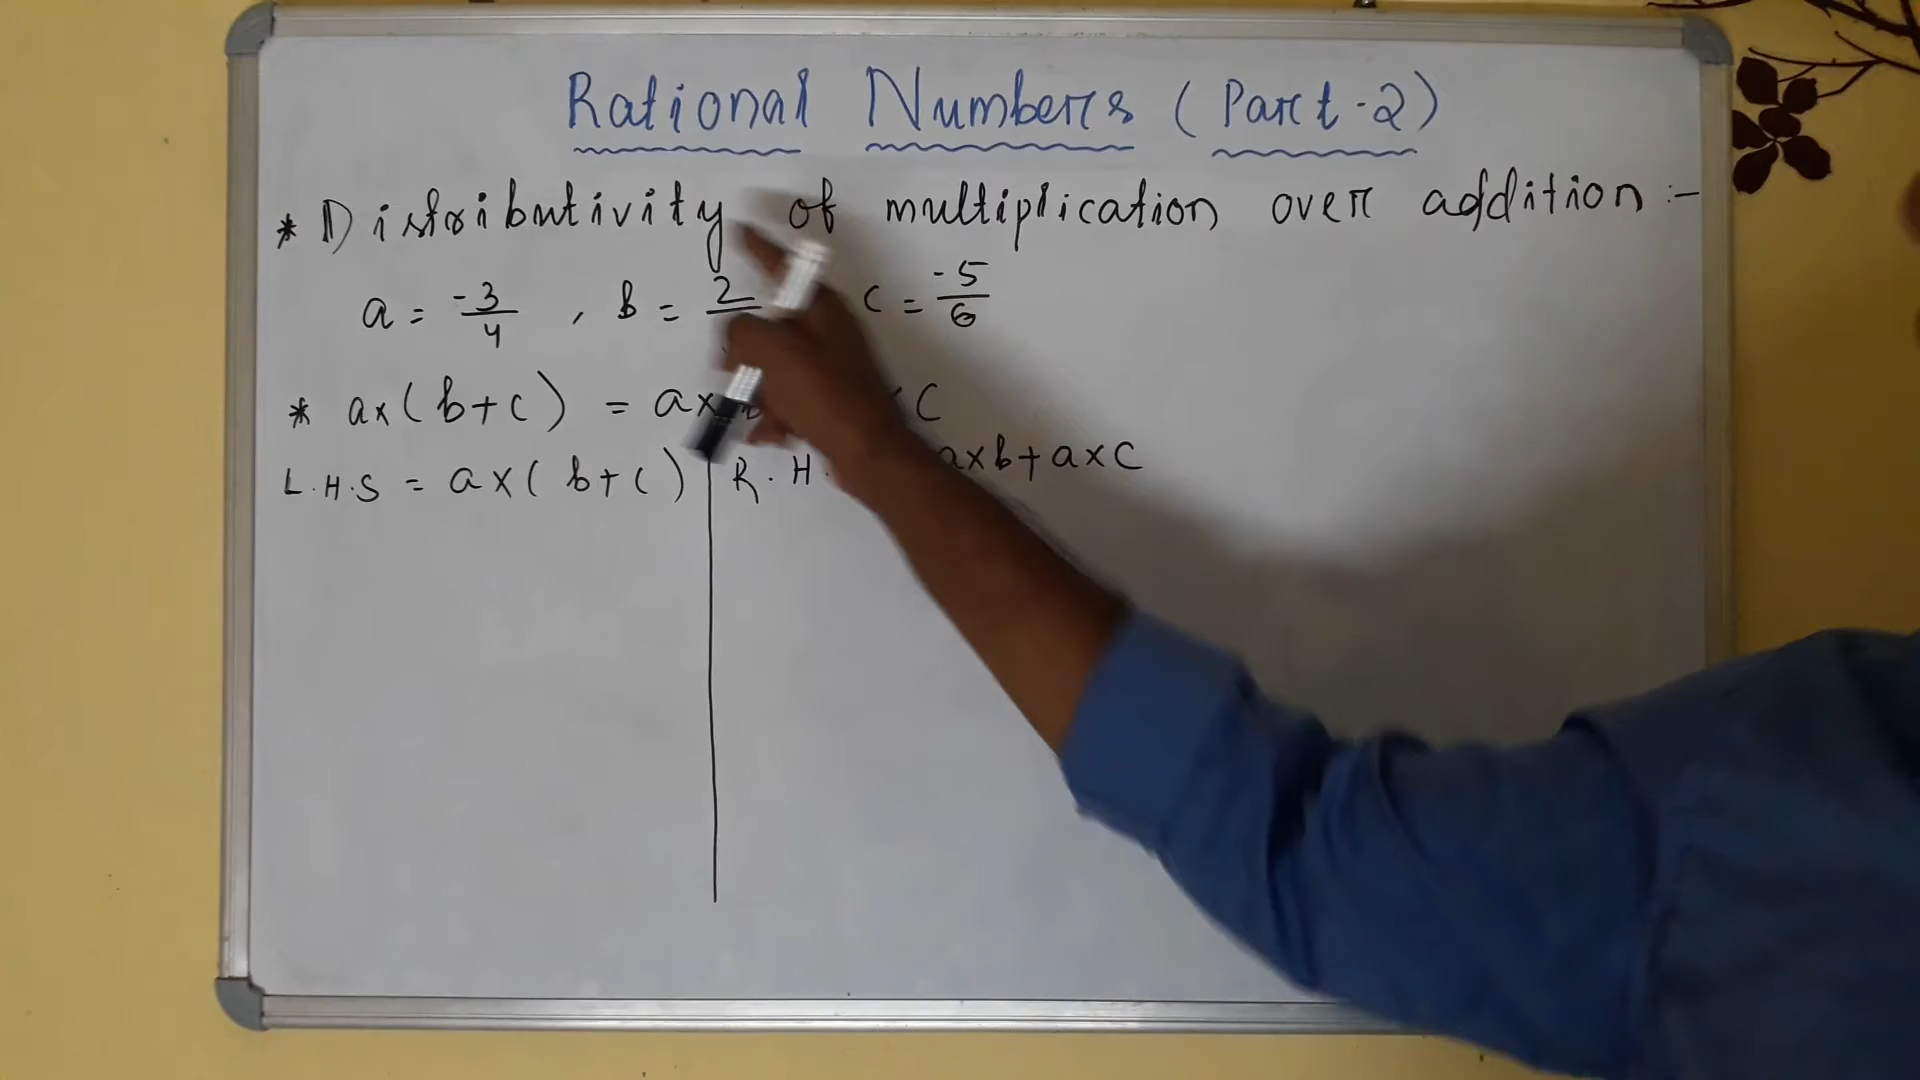 Rational Numbers (Part-2)
* Distributivity of multiplication over addition :-
a = -3/4 , b = 2 c = -5/6
* a×(b+c) = a× C
L.H.S = a×(b+c) R.H. a×b+a×C